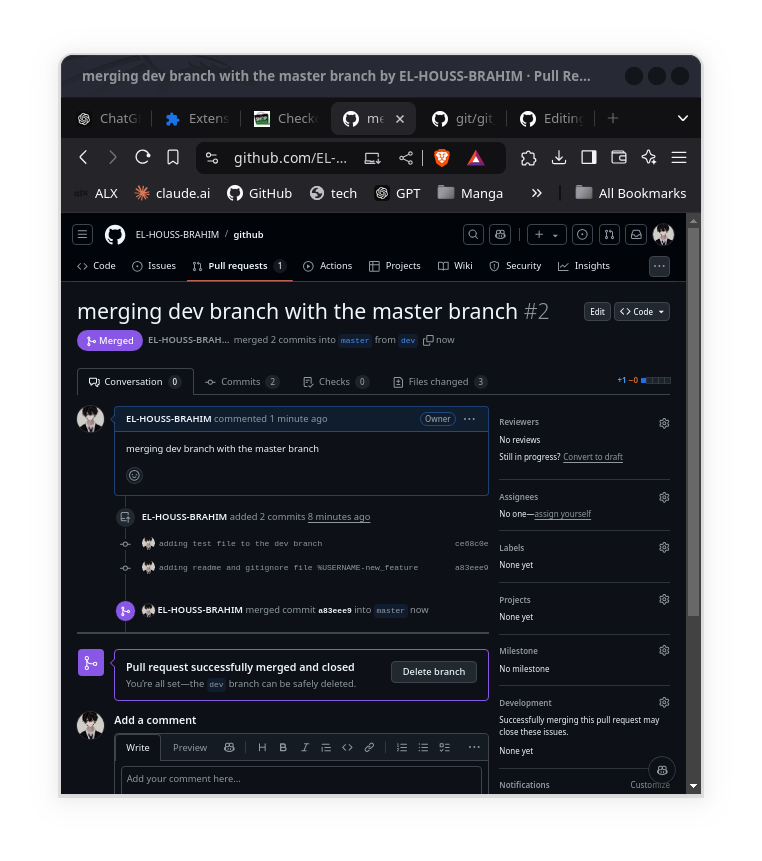 merging dev branch with the master branch by EL-HOUSS-BRAHIM · Pull Re...
ChatG Extens Check me git/git Editing
github.com/EL-...
ALX claude.ai GitHub tech GPT Manga » All Bookmarks
EL-HOUSS-BRAHIM / github
Code Issues Pull requests 1 Actions Projects Wiki Security Insights
merging dev branch with the master branch #2
Edit Code
Merged EL-HOUSS-BRAH... merged 2 commits into master from dev now
Conversation 0 Commits 2 Checks 0 Files changed 3 +1 −0
EL-HOUSS-BRAHIM commented 1 minute ago Owner
merging dev branch with the master branch
EL-HOUSS-BRAHIM added 2 commits 8 minutes ago
adding test file to the dev branch ce68c0e
adding readme and gitignore file %USERNAME-new_feature a83eee9
EL-HOUSS-BRAHIM merged commit a83eee9 into master now
Pull request successfully merged and closed
You're all set—the dev branch can be safely deleted.
Delete branch
Add a comment
Write Preview
Add your comment here...
Reviewers
No reviews
Still in progress? Convert to draft
Assignees
No one—assign yourself
Labels
None yet
Projects
None yet
Milestone
No milestone
Development
Successfully merging this pull request may
close these issues.
None yet
Notifications Customize